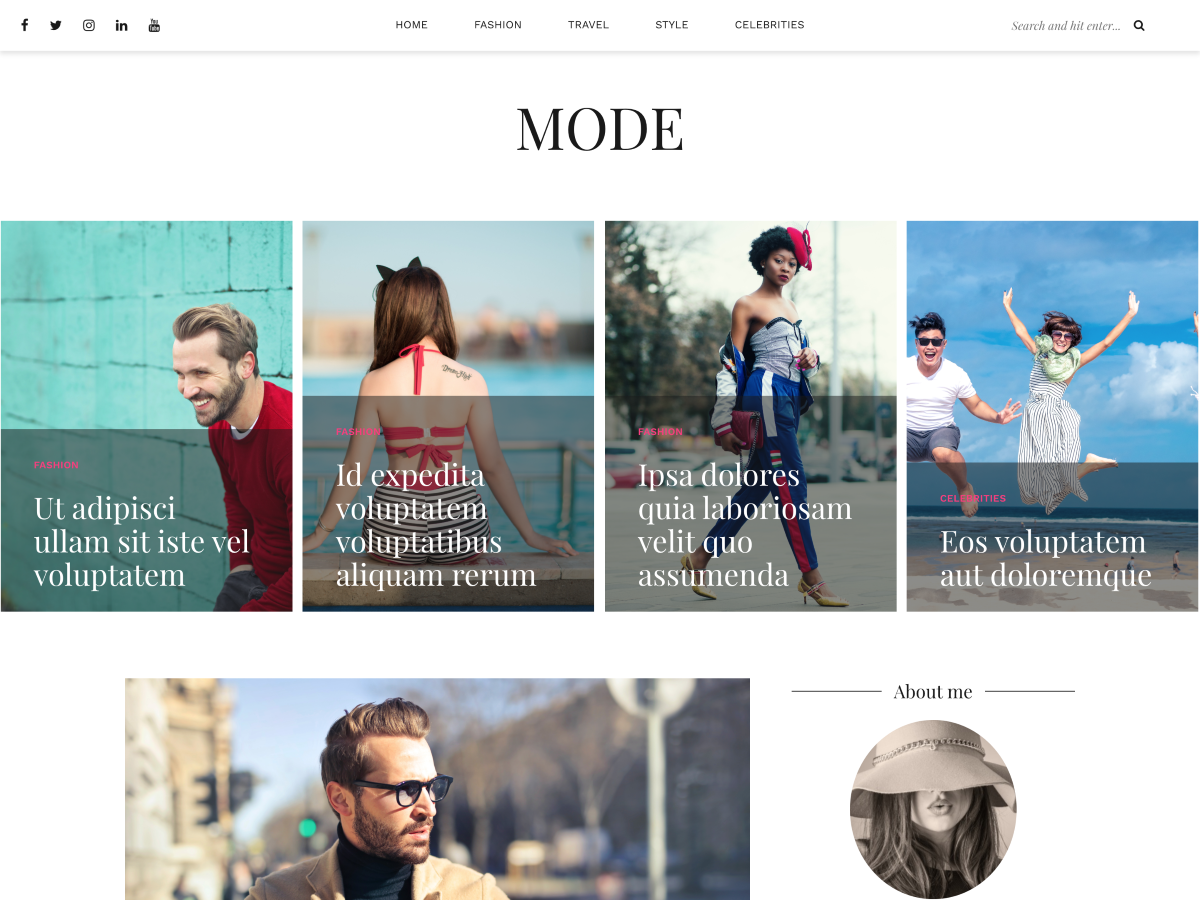 You
Tube
HOME
FASHION
TRAVEL
STYLE
CELEBRITIES
Search and hit enter...
MODE
FASHION
Ut adipisci
ullam sit iste vel
voluptatem
FASHION
Id expedita
voluptatem
voluptatibus
aliquam rerum
FASHION
Ipsa dolores
quia laboriosam
velit quo
assumenda
CELEBRITIES
Eos voluptatem
aut doloremque
About me